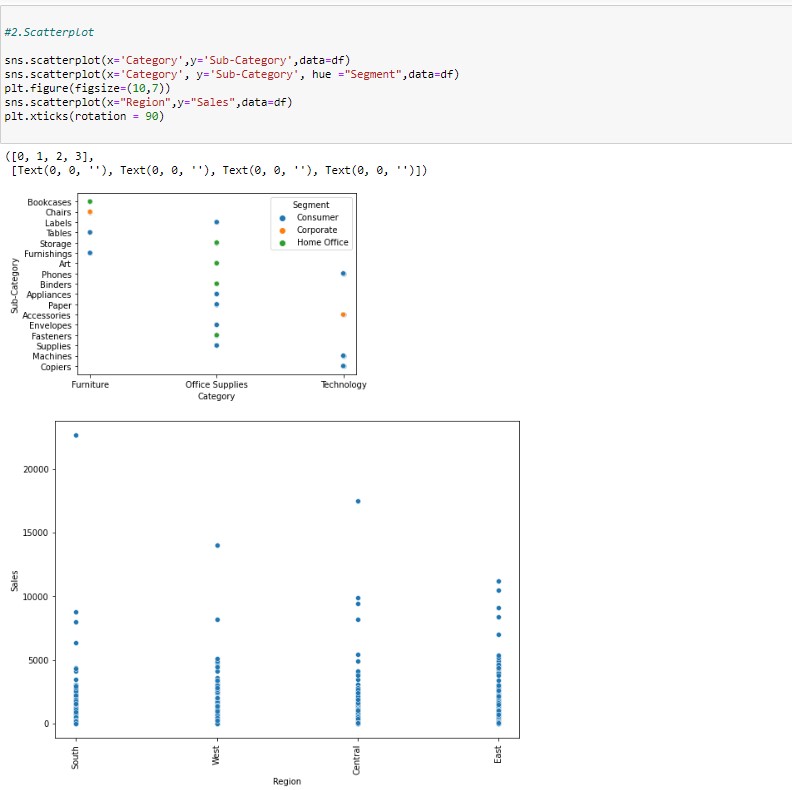 #2.Scatterplot
sns.scatterplot(x='Category',y='Sub-Category',data=df)
sns.scatterplot(x='Category', y='Sub-Category', hue ="Segment",data=df)
plt.figure(figsize=(10,7))
sns.scatterplot(x="Region",y="Sales",data=df)
plt.xticks(rotation = 90)
([0, 1, 2, 3],
[Text(0, 0, ''), Text(0, 0, ''), Text(0, 0, ''), Text(0, 0, '')])
Sub-Category
Bookcases
Chairs
Labels
Tables
Storage
Furnishings
Art
Phones
Binders
Appliances
Paper
Accessories
Envelopes
Fasteners
Supplies
Machines
Copiers
Segment
Consumer
Corporate
Home Office
Furniture
Office Supplies
Technology
Category
Sales
20000
15000
10000
5000
0
South
West
Central
East
Region